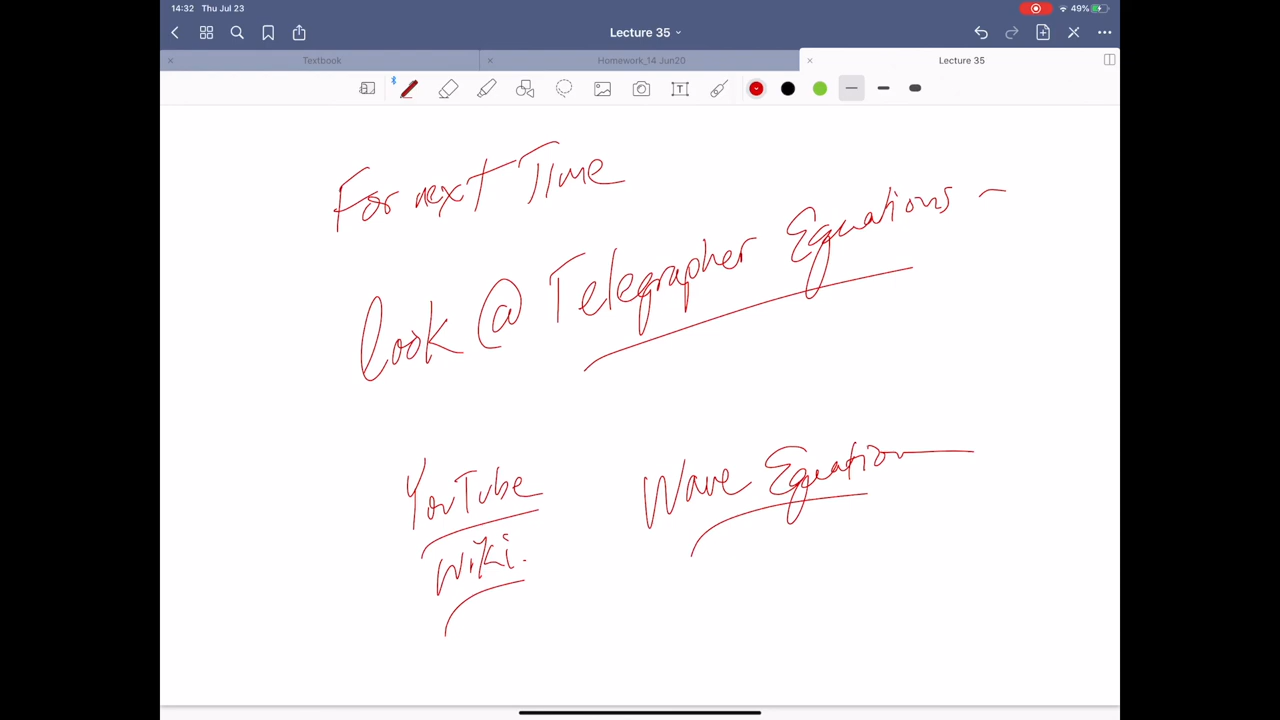 14:32 Thu Jul 23
49%
Lecture 35
Textbook
Homework_14 Jun20
Lecture 35
For next Time
look @ Telegrapher Equations
YouTube
Wave Equation
Wiki.